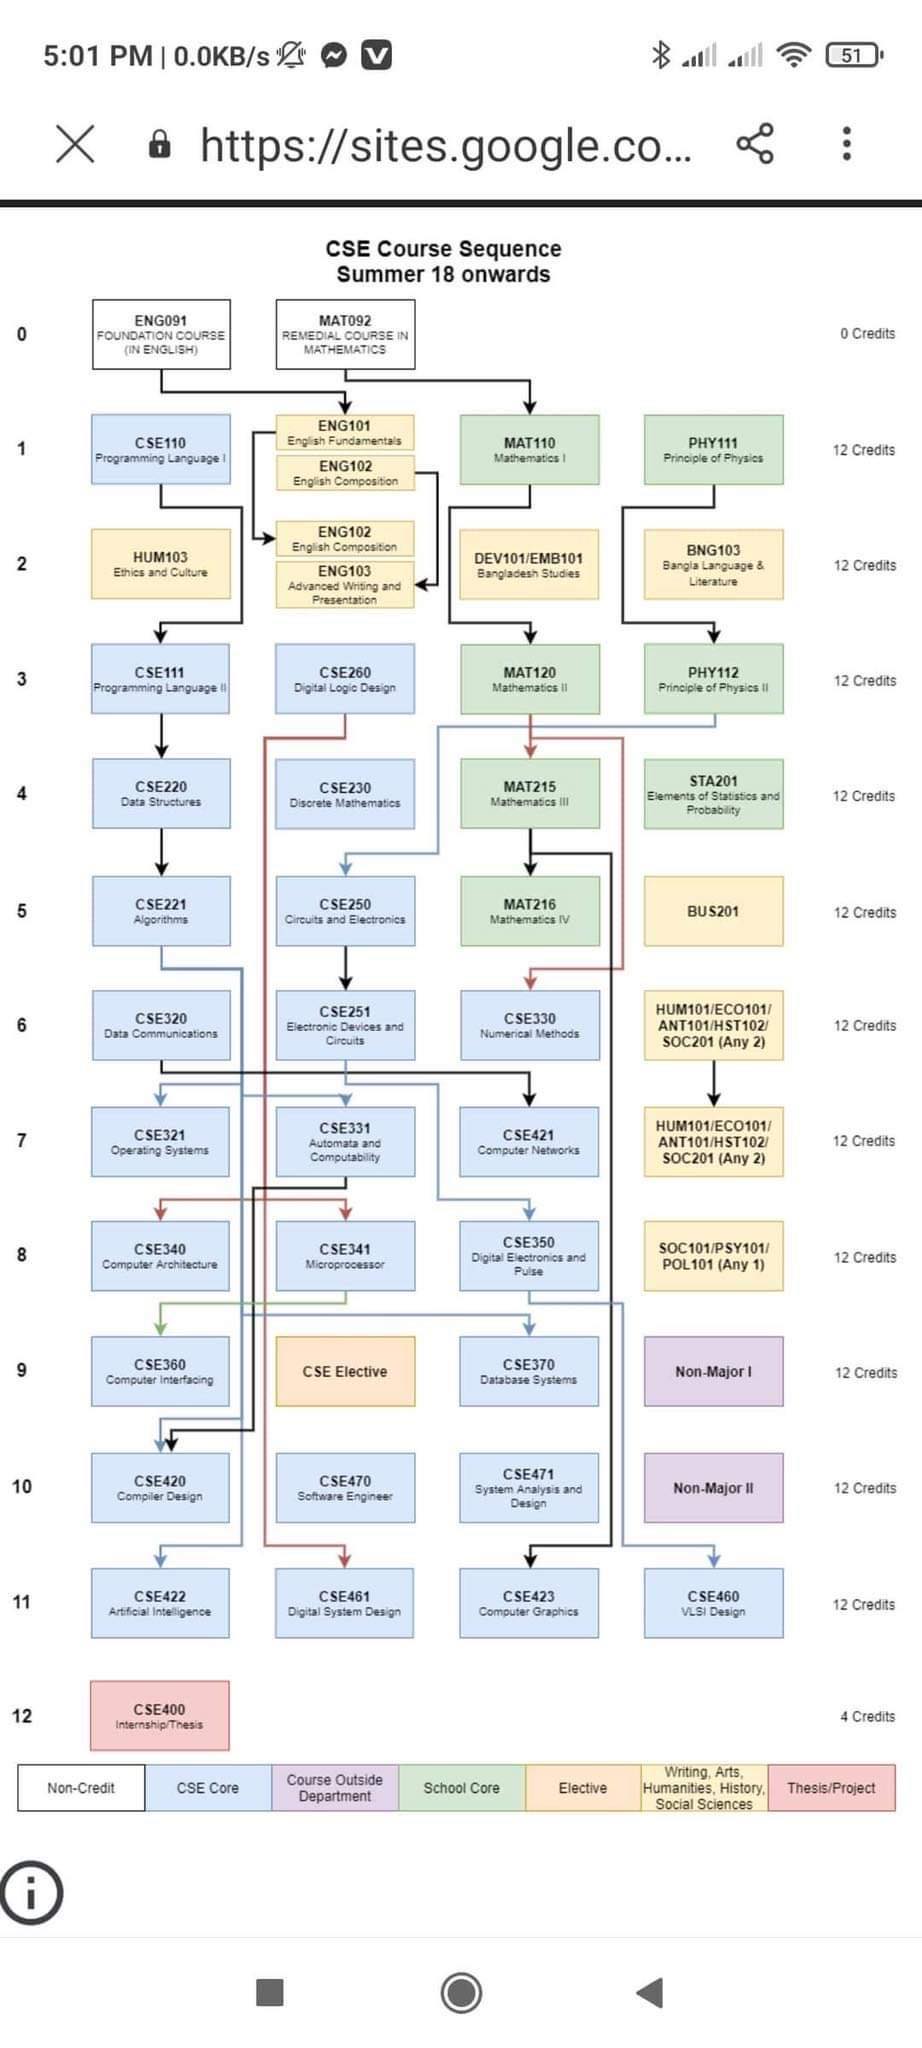 5:01 PM | 0.0KB/s
51
https://sites.google.co...
CSE Course Sequence
Summer 18 onwards
0
ENG091
FOUNDATION COURSE
(IN ENGLISH)
MAT092
REMEDIAL COURSE IN
MATHEMATICS
0 Credits
1
CSE110
Programming Language I
ENG101
English Fundamentals
ENG102
English Composition
MAT110
Mathematics I
PHY111
Principle of Physics
12 Credits
2
HUM103
Ethics and Culture
ENG102
English Composition
ENG103
Advanced Writing and
Presentation
DEV101/EMB101
Bangladesh Studies
BNG103
Bangla Language &
Literature
12 Credits
3
CSE111
Programming Language II
CSE260
Digital Logic Design
MAT120
Mathematics II
PHY112
Principle of Physics II
12 Credits
4
CSE220
Data Structures
CSE230
Discrete Mathematics
MAT215
Mathematics III
STA201
Elements of Statistics and
Probability
12 Credits
5
CSE221
Algorithms
CSE250
Circuits and Electronics
MAT216
Mathematics IV
BUS201
12 Credits
6
CSE320
Data Communications
CSE251
Electronic Devices and
Circuits
CSE330
Numerical Methods
HUM101/ECO101/
ANT101/HST102/
SOC201 (Any 2)
12 Credits
7
CSE321
Operating Systems
CSE331
Automata and
Computability
CSE421
Computer Networks
HUM101/ECO101/
ANT101/HST102/
SOC201 (Any 2)
12 Credits
8
CSE340
Computer Architecture
CSE341
Microprocessor
CSE350
Digital Electronics and
Pulse
SOC101/PSY101/
POL101 (Any 1)
12 Credits
9
CSE360
Computer Interfacing
CSE Elective
CSE370
Database Systems
Non-Major I
12 Credits
10
CSE420
Compiler Design
CSE470
Software Engineer
CSE471
System Analysis and
Design
Non-Major II
12 Credits
11
CSE422
Artificial Intelligence
CSE461
Digital System Design
CSE423
Computer Graphics
CSE460
VLSI Design
12 Credits
12
CSE400
Internship/Thesis
4 Credits
Non-Credit
CSE Core
Course Outside
Department
School Core
Elective
Writing, Arts,
Humanities, History,
Social Sciences
Thesis/Project